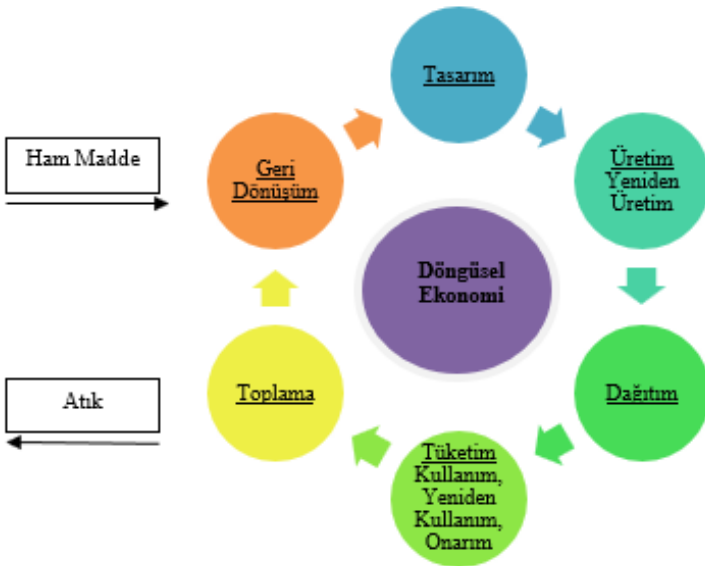 Tasarım
Ham Madde
Geri
Dönüşüm
Üretim
Yeniden
Üretim
Döngüsel
Ekonomi
Atık
Toplama
Dağıtım
Tüketim
Kullanım,
Yeniden
Kullanım,
Onarım